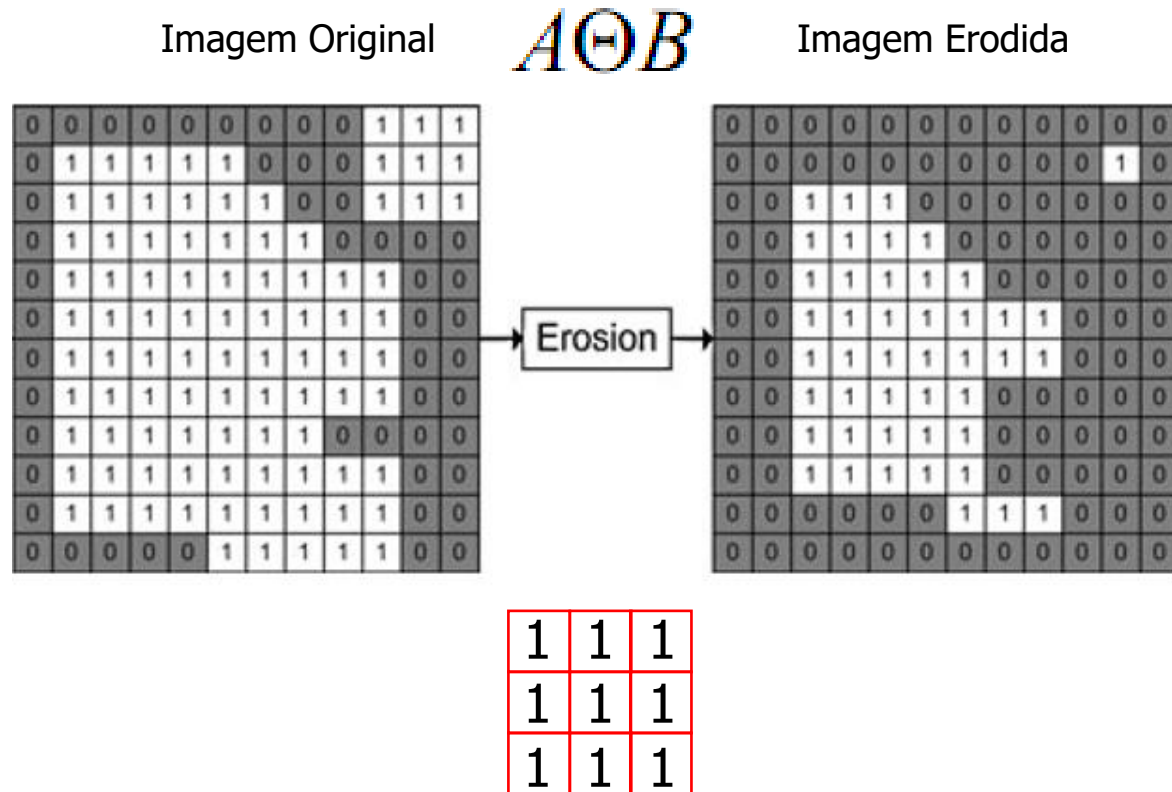 Imagem Original
AΘB
Imagem Erodida
0 0 0 0 0 0 0 0 0 1 1 1
0 1 1 1 1 1 0 0 0 1 1 1
0 1 1 1 1 1 1 0 0 1 1 1
0 1 1 1 1 1 1 1 0 0 0 0
0 1 1 1 1 1 1 1 1 1 0 0
0 1 1 1 1 1 1 1 1 1 0 0
0 1 1 1 1 1 1 1 1 1 0 0
0 1 1 1 1 1 1 1 1 1 0 0
0 1 1 1 1 1 1 1 0 0 0 0
0 1 1 1 1 1 1 1 1 1 0 0
0 1 1 1 1 1 1 1 1 1 0 0
0 0 0 0 0 1 1 1 1 1 0 0
Erosion
0 0 0 0 0 0 0 0 0 0 0 0
0 0 0 0 0 0 0 0 0 0 1 0
0 0 1 1 1 0 0 0 0 0 0 0
0 0 1 1 1 1 0 0 0 0 0 0
0 0 1 1 1 1 1 0 0 0 0 0
0 0 1 1 1 1 1 1 1 0 0 0
0 0 1 1 1 1 1 1 1 0 0 0
0 0 1 1 1 1 1 0 0 0 0 0
0 0 1 1 1 1 1 0 0 0 0 0
0 0 1 1 1 1 1 0 0 0 0 0
0 0 0 0 0 0 1 1 1 0 0 0
0 0 0 0 0 0 0 0 0 0 0 0
1 1 1
1 1 1
1 1 1